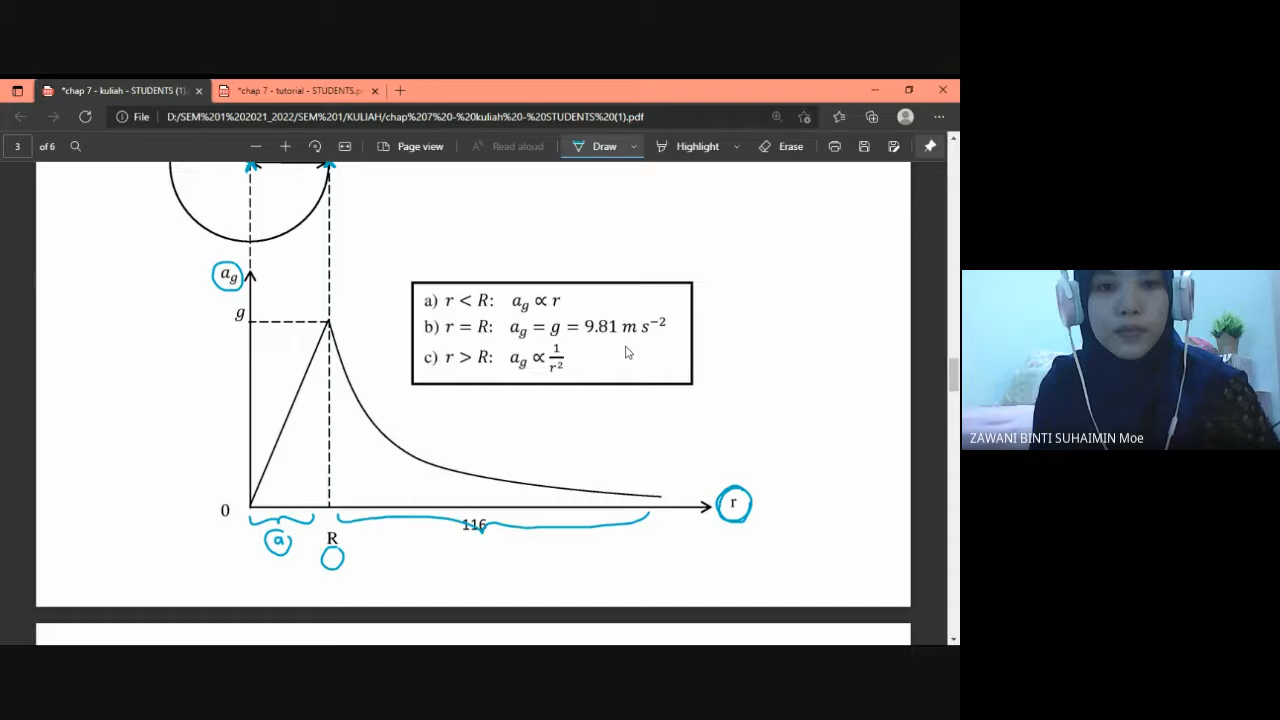 *chap 7 - kuliah - STUDENTS (1)
*chap 7 - tutorial - STUDENTS.p
File
D:/SEM%201%202021_2022/SEM%201/KULIAH/chap%207%20-%20kuliah%20-%20STUDENTS%20(1).pdf
3 of 6
Page view
Read aloud
Draw
Highlight
Erase
a_g
g
a) r < R: a_g ∝ r
b) r = R: a_g = g = 9.81 m s⁻²
c) r > R: a_g ∝ 1/r²
0
r
116
a
R
ZAWANI BINTI SUHAIMIN Moe